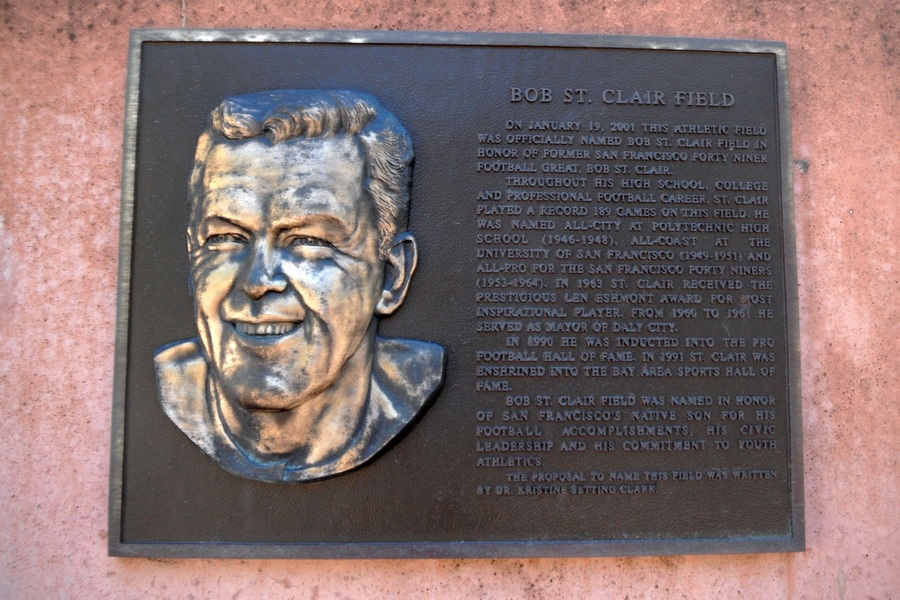 BOB ST. CLAIR FIELD
ON JANUARY 19, 2001 THIS ATHLETIC FIELD
WAS OFFICIALLY NAMED BOB ST. CLAIR FIELD IN
HONOR OF FORMER SAN FRANCISCO FORTY NINER
FOOTBALL GREAT, BOB ST. CLAIR.
THROUGHOUT HIS HIGH SCHOOL, COLLEGE
AND PROFESSIONAL FOOTBALL CAREER, ST. CLAIR
PLAYED A RECORD 189 GAMES ON THIS FIELD. HE
WAS NAMED ALL-CITY AT POLYTECHNIC HIGH
SCHOOL (1946-1948), ALL-COAST AT THE
UNIVERSITY OF SAN FRANCISCO (1949-1951) AND
ALL-PRO FOR THE SAN FRANCISCO FORTY NINERS
(1953-1964). IN 1963 ST. CLAIR RECEIVED THE
PRESTIGIOUS LEN ESHMONT AWARD FOR MOST
INSPIRATIONAL PLAYER. FROM 1960 TO 1961 HE
SERVED AS MAYOR OF DALY CITY.
IN 1990 HE WAS INDUCTED INTO THE PRO
FOOTBALL HALL OF FAME. IN 1991 ST. CLAIR WAS
ENSHRINED INTO THE BAY AREA SPORTS HALL OF
FAME.
BOB ST. CLAIR FIELD WAS NAMED IN HONOR
OF SAN FRANCISCO'S NATIVE SON FOR HIS
FOOTBALL ACCOMPLISHMENTS, HIS CIVIC
LEADERSHIP AND HIS COMMITMENT TO YOUTH
ATHLETICS.
THE PROPOSAL TO NAME THIS FIELD WAS WRITTEN
BY DR. KRISTINE SETTING CLARK.